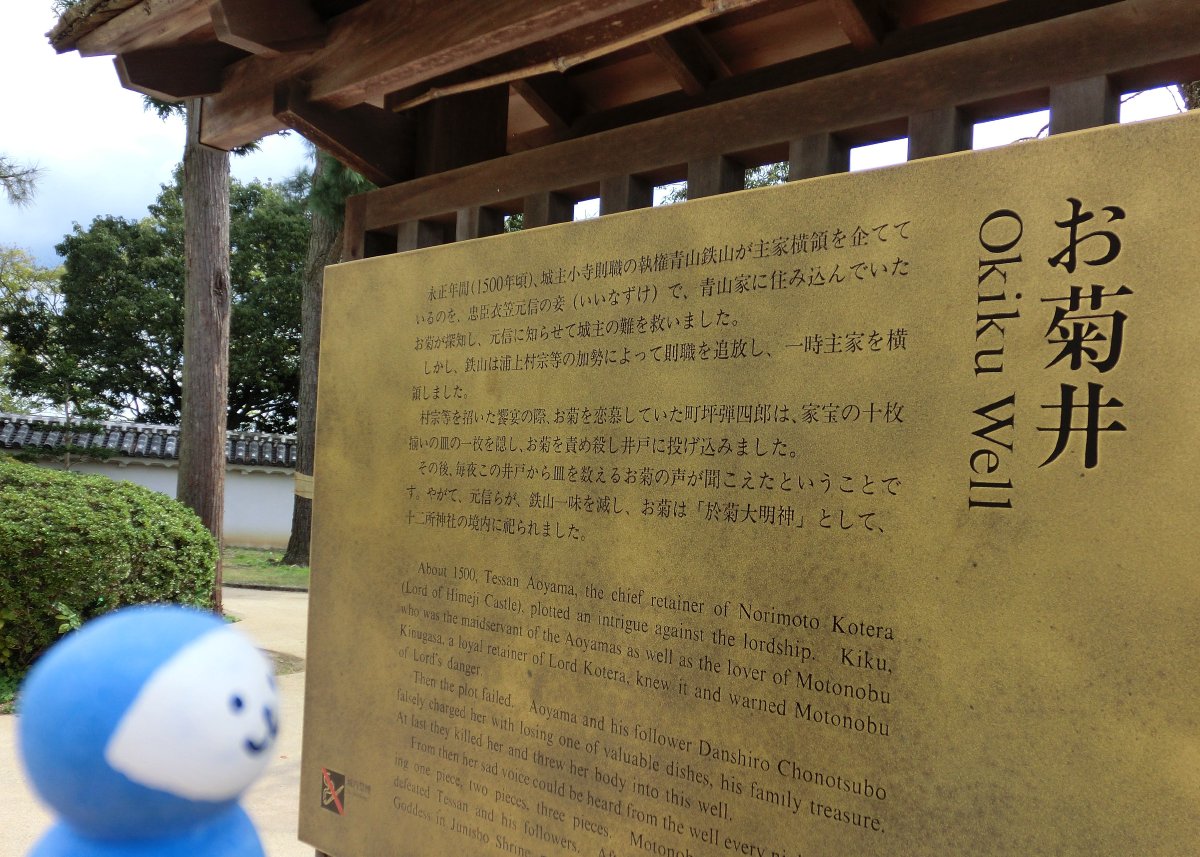 お菊井
Okiku Well
永正年間(1500年頃)、城主小寺則職の執権青山鉄山が主家横領を企てて
いるのを、忠臣衣笠元信の妾(いいなずけ)で、青山家に住み込んでいた
お菊が探知し、元信に知らせて城主の難を救いました。
しかし、鉄山は浦上村宗等の加勢によって則職を追放し、一時主家を横
領しました。
村宗等を招いた饗宴の際、お菊を恋慕していた町坪弾四郎は、家宝の十枚
揃いの皿の一枚を隠し、お菊を責め殺し井戸に投げ込みました。
その後、毎夜この井戸から皿を数えるお菊の声が聞こえたということで
す。やがて、元信らが、鉄山一味を滅し、お菊は「於菊大明神」として、
十二所神社の境内に祀られました。
About 1500, Tessan Aoyama, the chief retainer of Norimoto Kotera
(Lord of Himeji Castle), plotted an intrigue against the lordship. Kiku,
who was the maidservant of the Aoyamas as well as the lover of Motonobu
Kinugasa, a loyal retainer of Lord Kotera, knew it and warned Motonobu
of Lord's danger.
Then the plot failed. Aoyama and his follower Danshiro Chonotsubo
falsely charged her with losing one of valuable dishes, his family treasure.
At last they killed her and threw her body into this well.
From then her sad voice could be heard from the well every
ing one piece, two pieces, three pieces.
defeated Tessan and his followers.
Goddess in Junisho Shrine